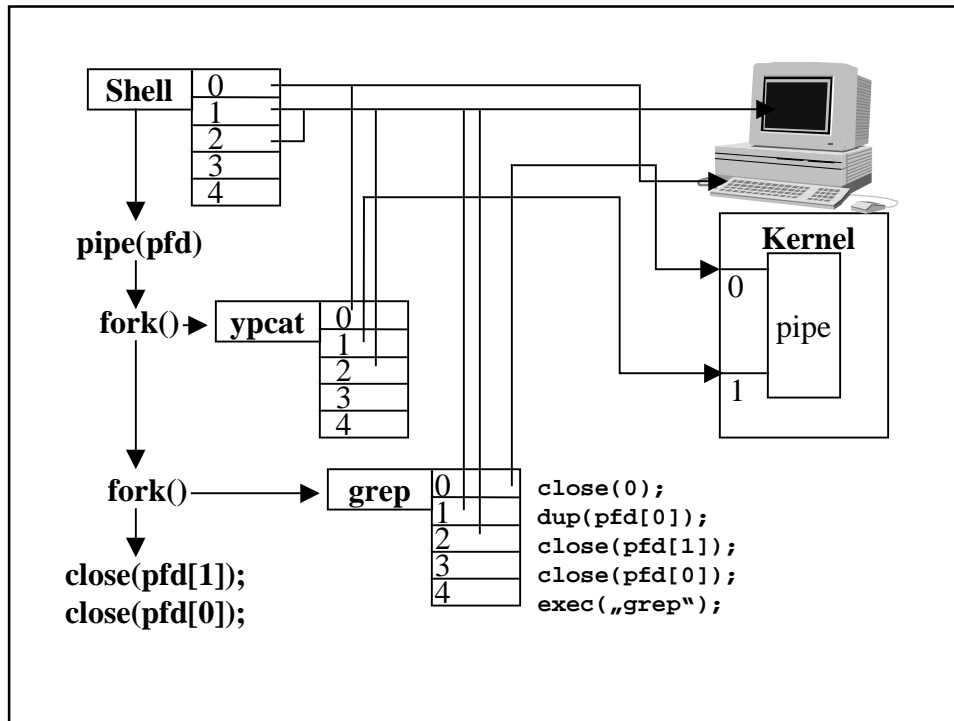 Shell
0
1
2
3
4
pipe(pfd)
Kernel
0
pipe
1
fork()
ypcat
0
1
2
3
4
fork()
grep
0
1
2
3
4
close(0);
dup(pfd[0]);
close(pfd[1]);
close(pfd[0]);
exec(„grep“);
close(pfd[1]);
close(pfd[0]);